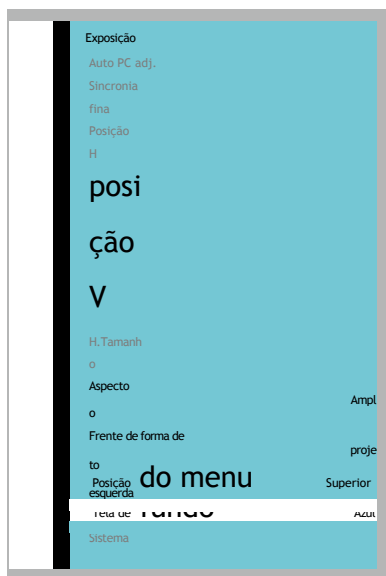 Exposição
Auto PC adj.
Sincronia
fina
Posição
H
posi
ção
V
H.Tamanh
o
Aspecto
Ampl
o
Frente de forma de
proje
to
Posição do menu Superior
esquerda
Tela de fundo Azul
Sistema